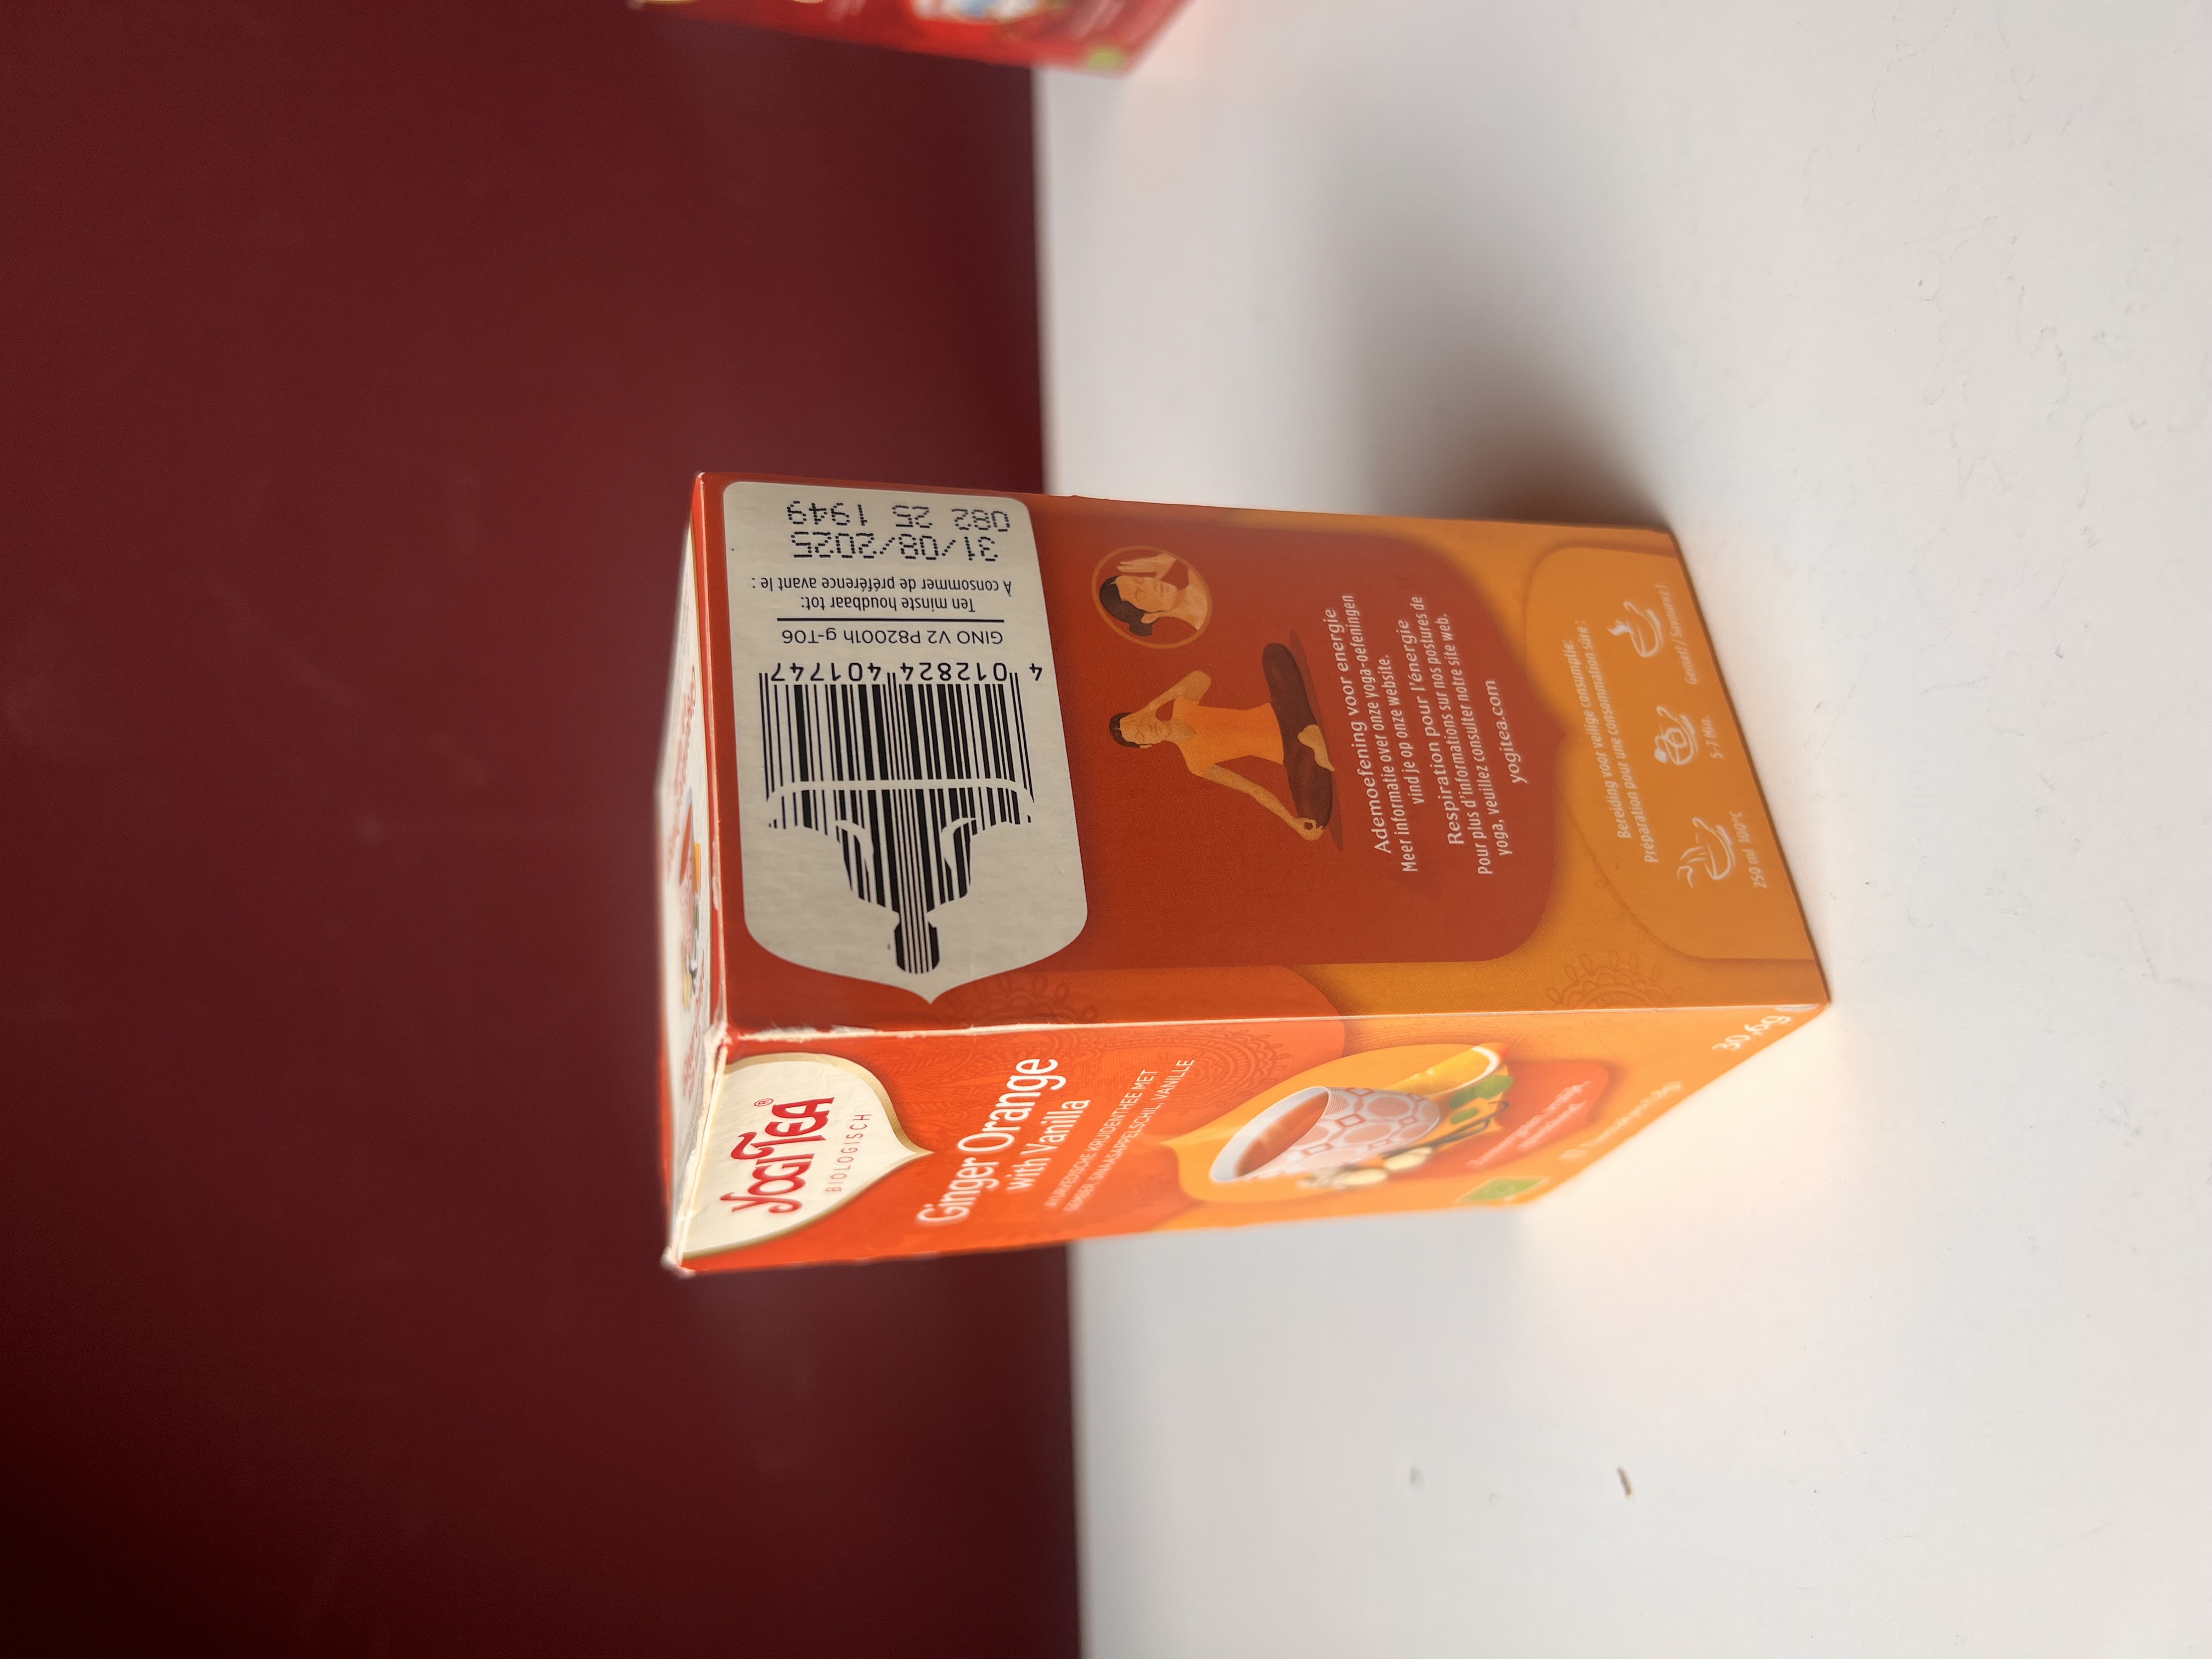 YOGI TEA®
BIOLOGISCH
Ginger Orange
with Vanilla
AYURVEDISCHE KRUIDENTHEE MET
GEMBER, SINAASAPPELSCHIL, VANILLE
30,6g
4 012824 401747
GINO V2 P82001h g-T06
Ten minste houdbaar tot:
À consommer de préférence avant le :
31/08/2025
082 25 1949
Ademoefening voor energie
Meer informatie over onze yoga-oefeningen
vind je op onze website.
Respiration pour l'énergie
Pour plus d'informations sur nos postures de
yoga, veuillez consulter notre site web.
yogitea.com
Bereiding voor veilige consumptie:
Préparation pour une consommation sûre :
250 ml 100°C
5-7 Min.
Geniet! / Savourez !